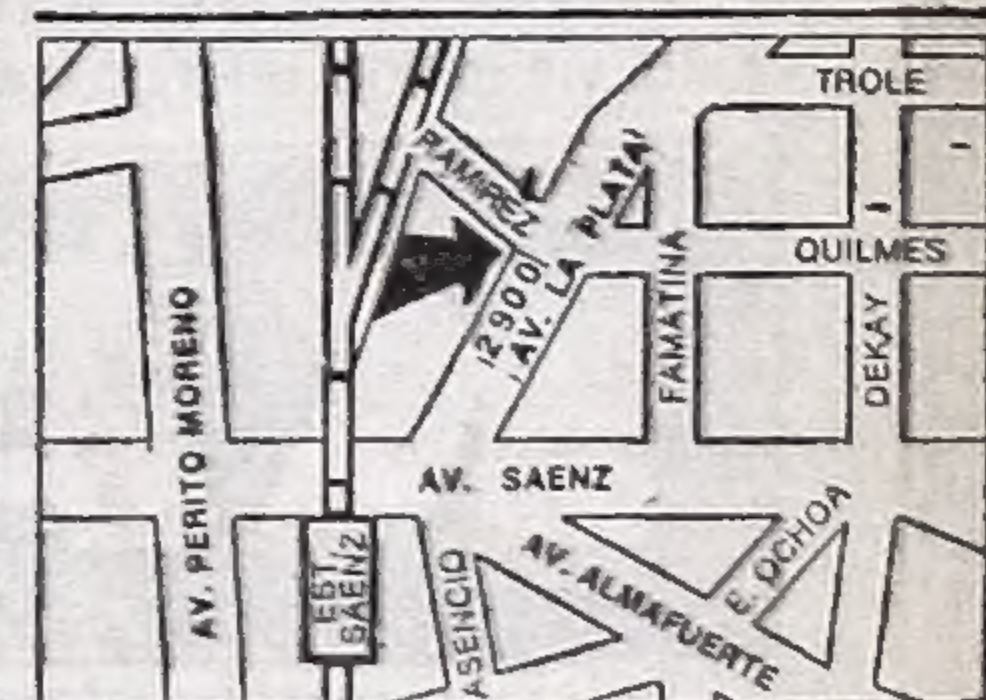 TROLE
RAMIREZ
AV. LA PLATA
2900
QUILMES
FAMATINA
DEKAY
AV. PERITO MORENO
AV. SAENZ
EST.
SAENZ
ASENCIO
AV. ALMAFUERTE
E. OCHOA